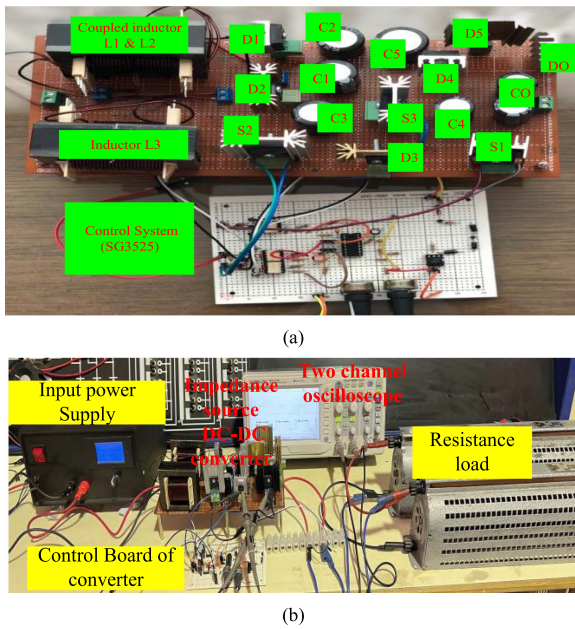 Coupled inductor
L1 & L2
D1
C2
C5
D5
DO
D2
C1
D4
CO
S2
C3
S3
C4
S1
Inductor L3
D3
Control System
(SG3525)
(a)
Input power
Supply
Impedance
source
DC-DC
converter
Two channel
oscilloscope
Resistance
load
Control Board of
converter
(b)